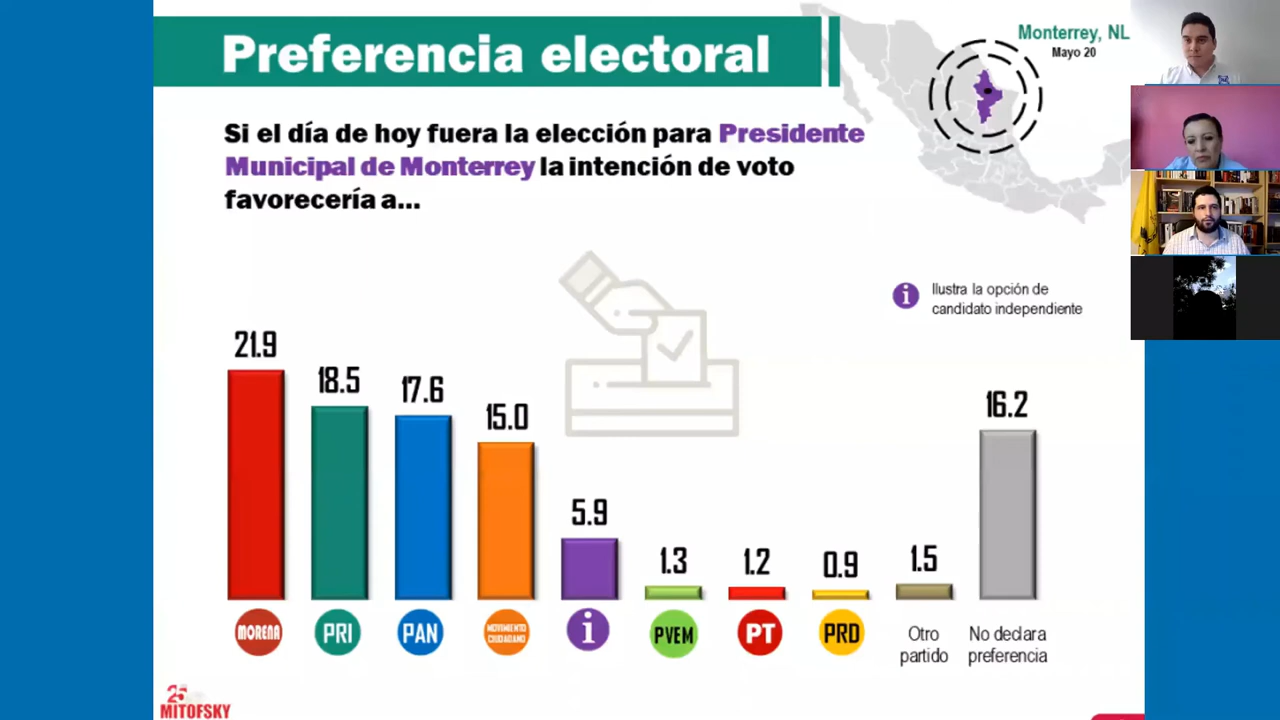 Preferencia electoral
Monterrey, NL
Mayo 20
Si el día de hoy fuera la elección para Presidente
Municipal de Monterrey la intención de voto
favorecería a...
i
Ilustra la opción de
candidato independiente
21.9
18.5
17.6
15.0
5.9
1.3
1.2
0.9
1.5
16.2
MORENA
PRI
PAN
MOVIMIENTO
CIUDADANO
i
PVEM
PT
PRD
Otro
partido
No declara
preferencia
25
MITOFSKY